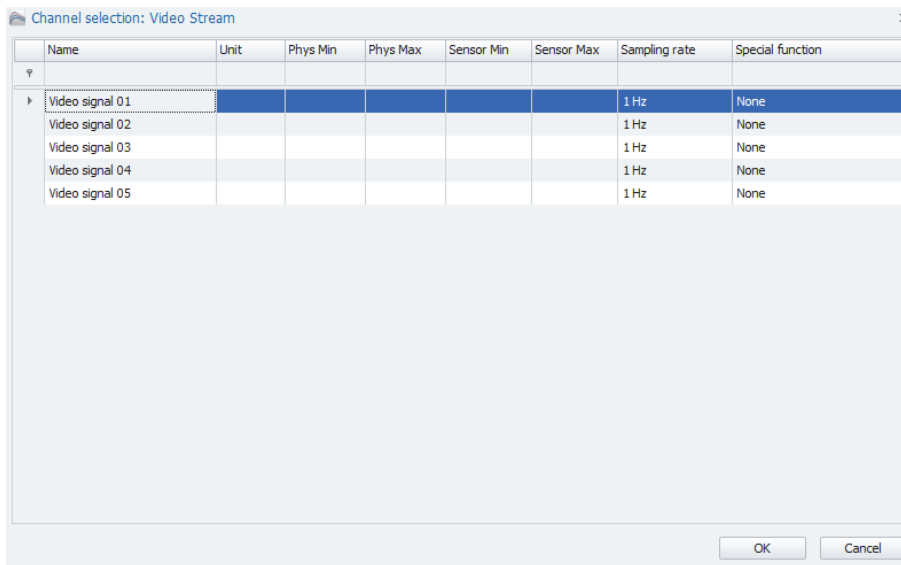 Channel selection: Video Stream
Name Unit Phys Min Phys Max Sensor Min Sensor Max Sampling rate Special function
Video signal 01 1 Hz None
Video signal 02 1 Hz None
Video signal 03 1 Hz None
Video signal 04 1 Hz None
Video signal 05 1 Hz None
OK Cancel